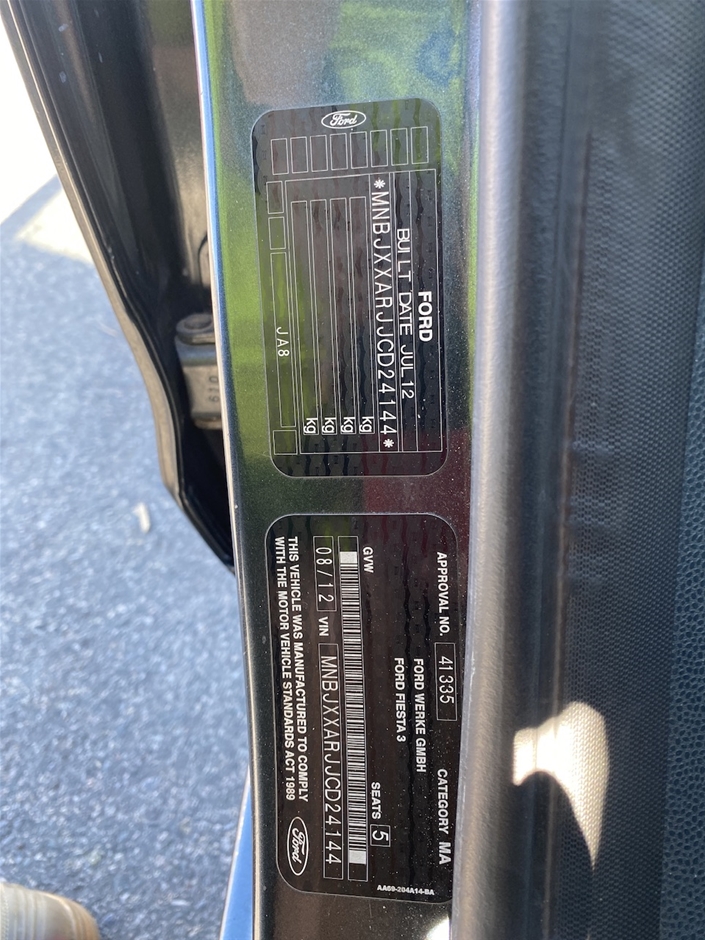 Ford
FORD
BUILT DATE JUL 12
*MNBJXXARJJCD24144*
kg
kg
kg
kg
JA8
APPROVAL NO. 41335 CATEGORY MA
FORD WERKE GMBH
FORD FIESTA 3
SEATS 5
GVW
08/12 VIN MNBJXXARJJCD24144
THIS VEHICLE WAS MANUFACTURED TO COMPLY
WITH THE MOTOR VEHICLE STANDARDS ACT 1989
Ford
AA69-204A14-BA